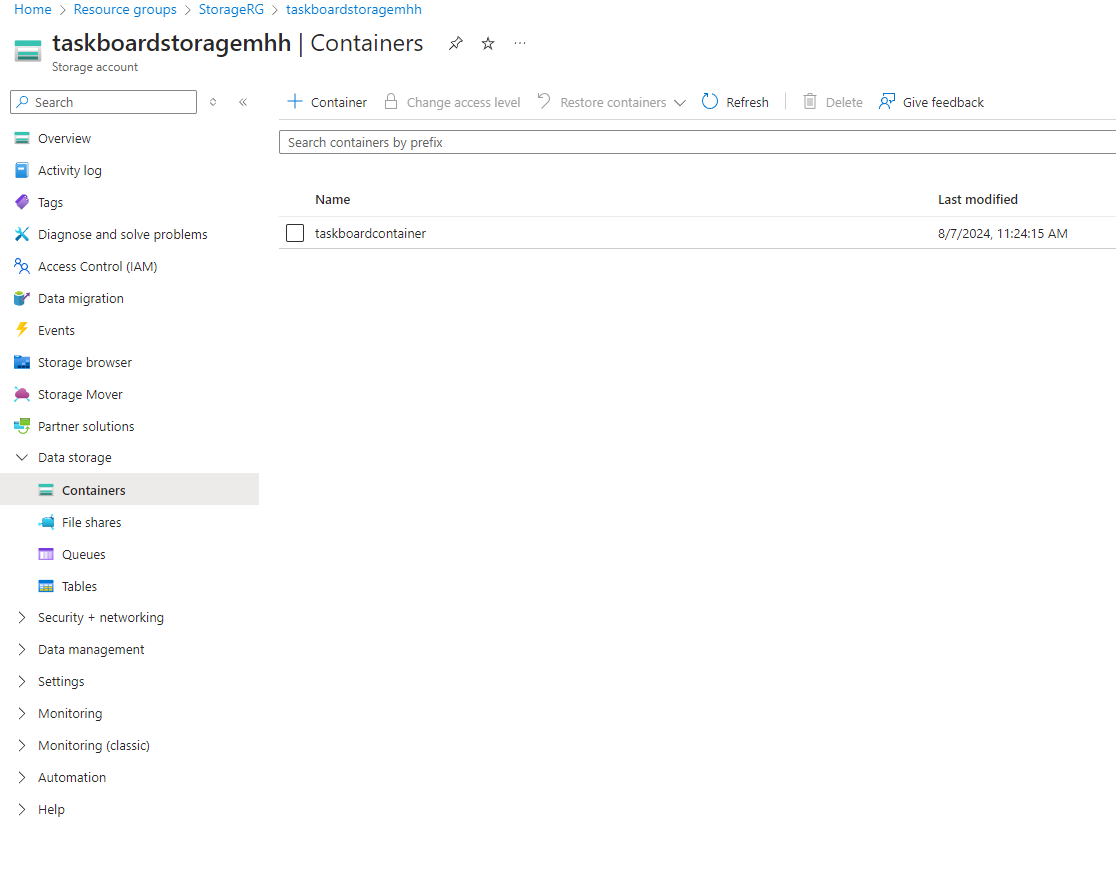 Home > Resource groups > StorageRG > taskboardstoragemhh
taskboardstoragemhh | Containers ...
Storage account
Search
+ Container Change access level Restore containers Refresh Delete Give feedback
Search containers by prefix
Overview
Activity log
Tags
Diagnose and solve problems
Access Control (IAM)
Data migration
Events
Storage browser
Storage Mover
Partner solutions
Data storage
Containers
File shares
Queues
Tables
Security + networking
Data management
Settings
Monitoring
Monitoring (classic)
Automation
Help
Name Last modified
taskboardcontainer 8/7/2024, 11:24:15 AM